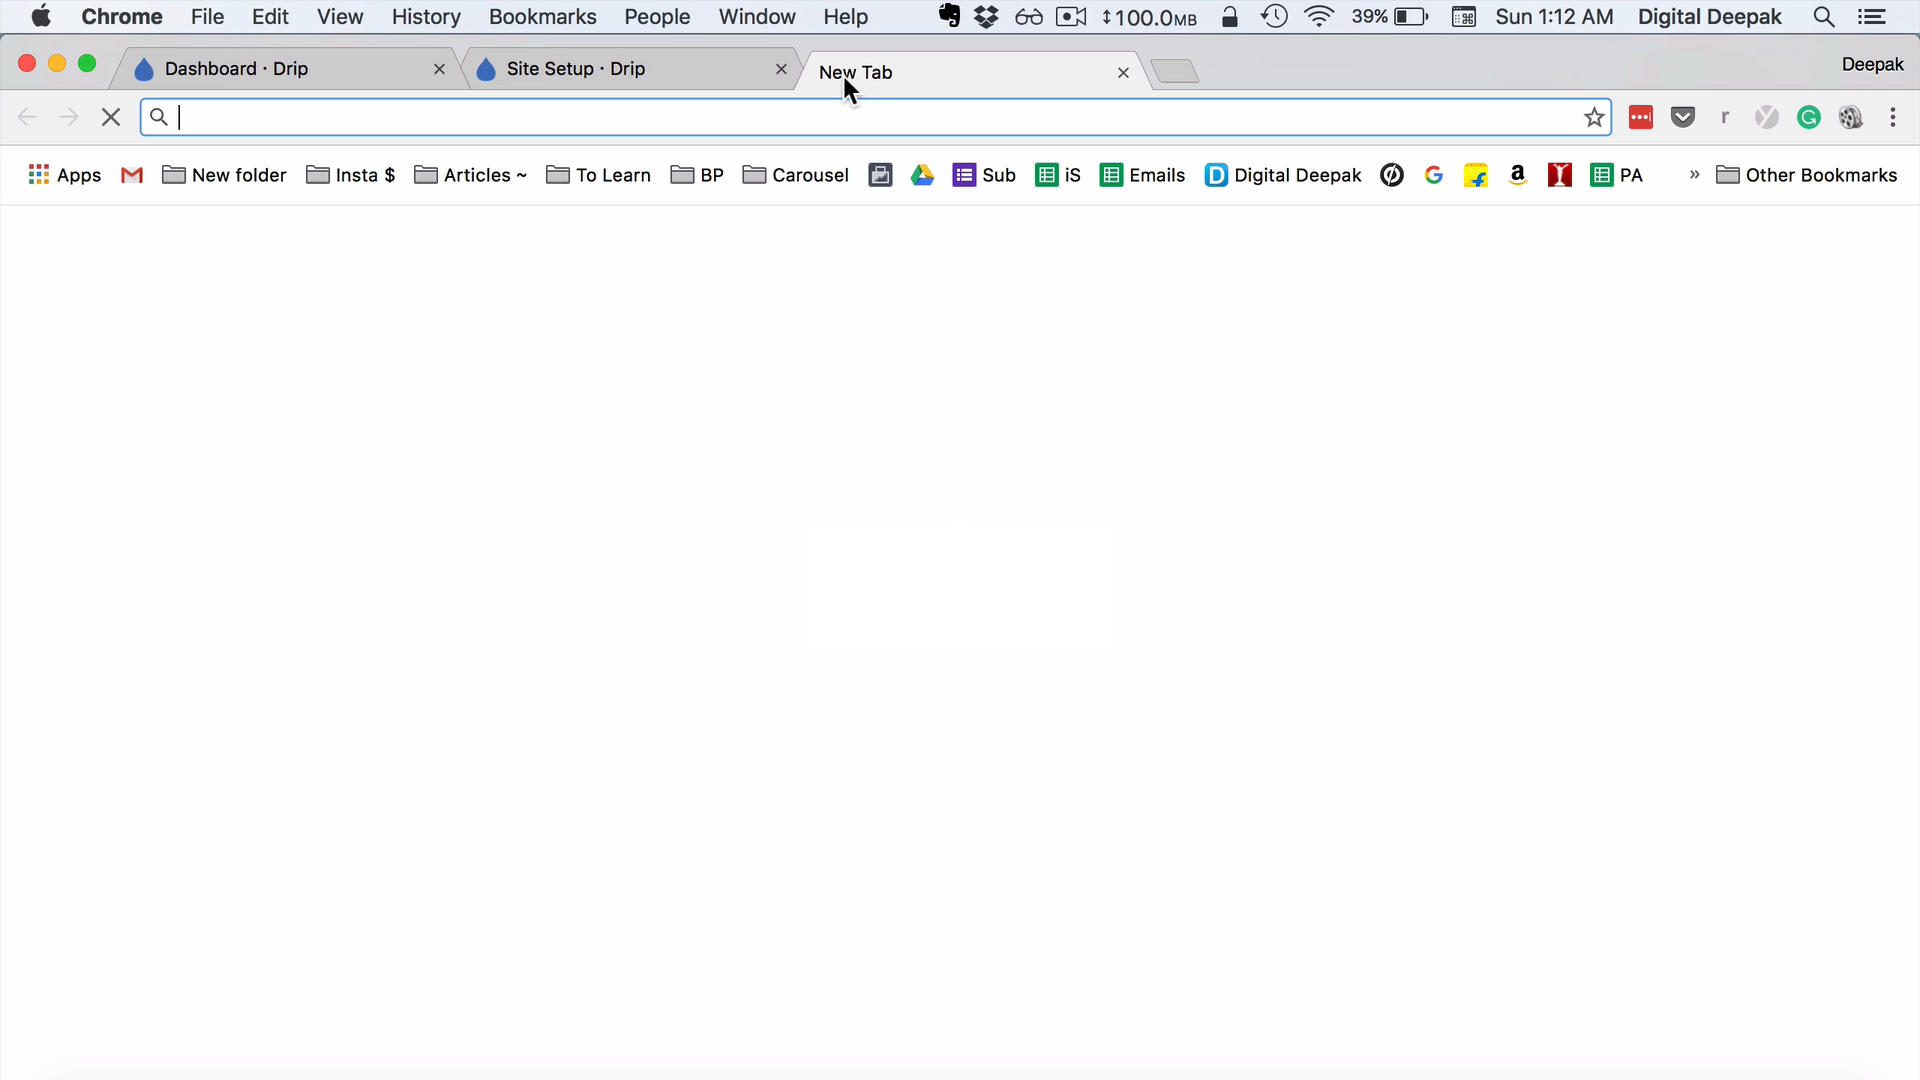 Chrome File Edit View History Bookmarks People Window Help ↕100.0MB 39% Sun 1:12 AM Digital Deepak
Dashboard · Drip Site Setup · Drip New Tab Deepak
Apps New folder Insta $ Articles ~ To Learn BP Carousel Sub iS Emails Digital Deepak PA » Other Bookmarks